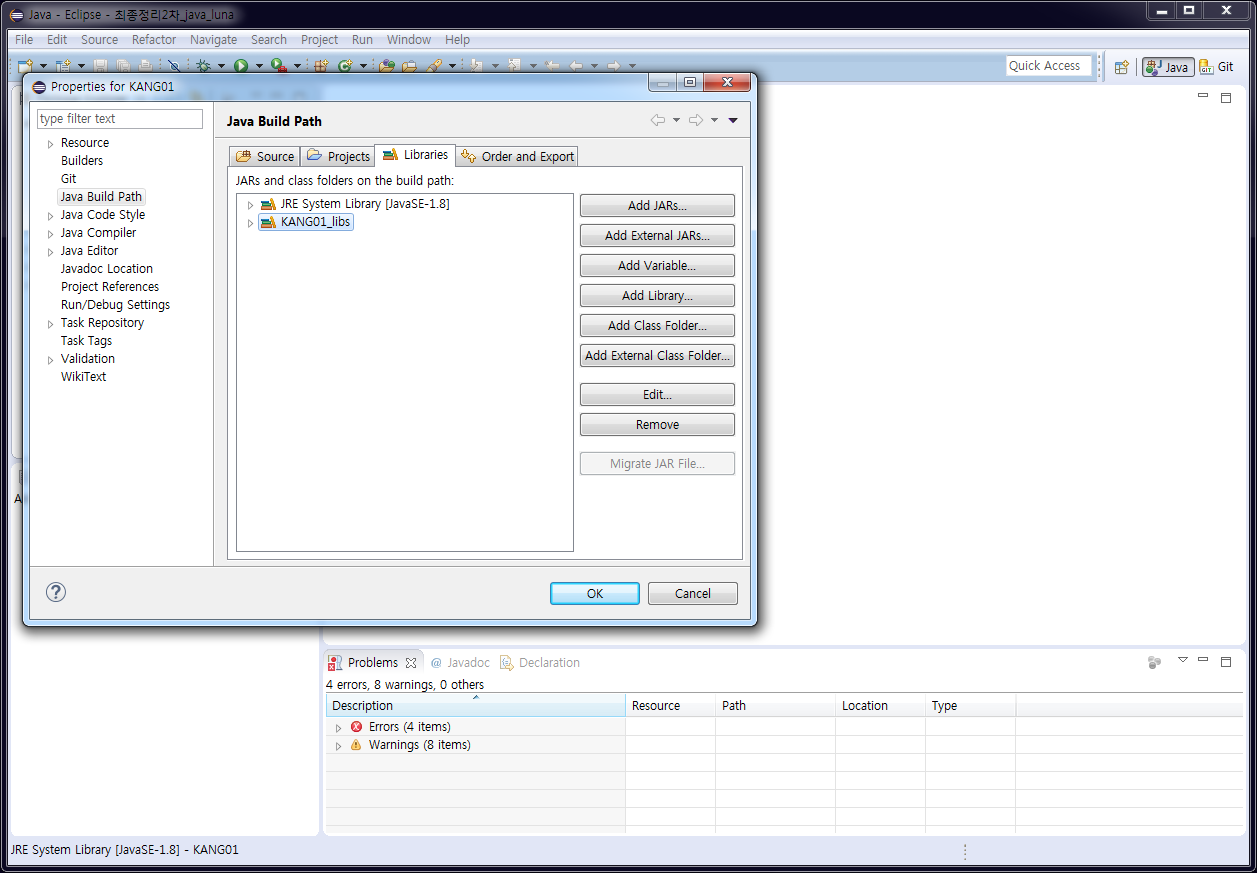 Java - Eclipse - 최종정리2차_java_luna
File Edit Source Refactor Navigate Search Project Run Window Help
Quick Access
Java
Git
Properties for KANG01
type filter text
Resource
Builders
Git
Java Build Path
Java Code Style
Java Compiler
Java Editor
Javadoc Location
Project References
Run/Debug Settings
Task Repository
Task Tags
Validation
WikiText
Java Build Path
Source Projects Libraries Order and Export
JARs and class folders on the build path:
JRE System Library [JavaSE-1.8]
KANG01_libs
Add JARs...
Add External JARs...
Add Variable...
Add Library...
Add Class Folder...
Add External Class Folder...
Edit...
Remove
Migrate JAR File...
OK Cancel
Problems @ Javadoc Declaration
4 errors, 8 warnings, 0 others
Description Resource Path Location Type
Errors (4 items)
Warnings (8 items)
JRE System Library [JavaSE-1.8] - KANG01